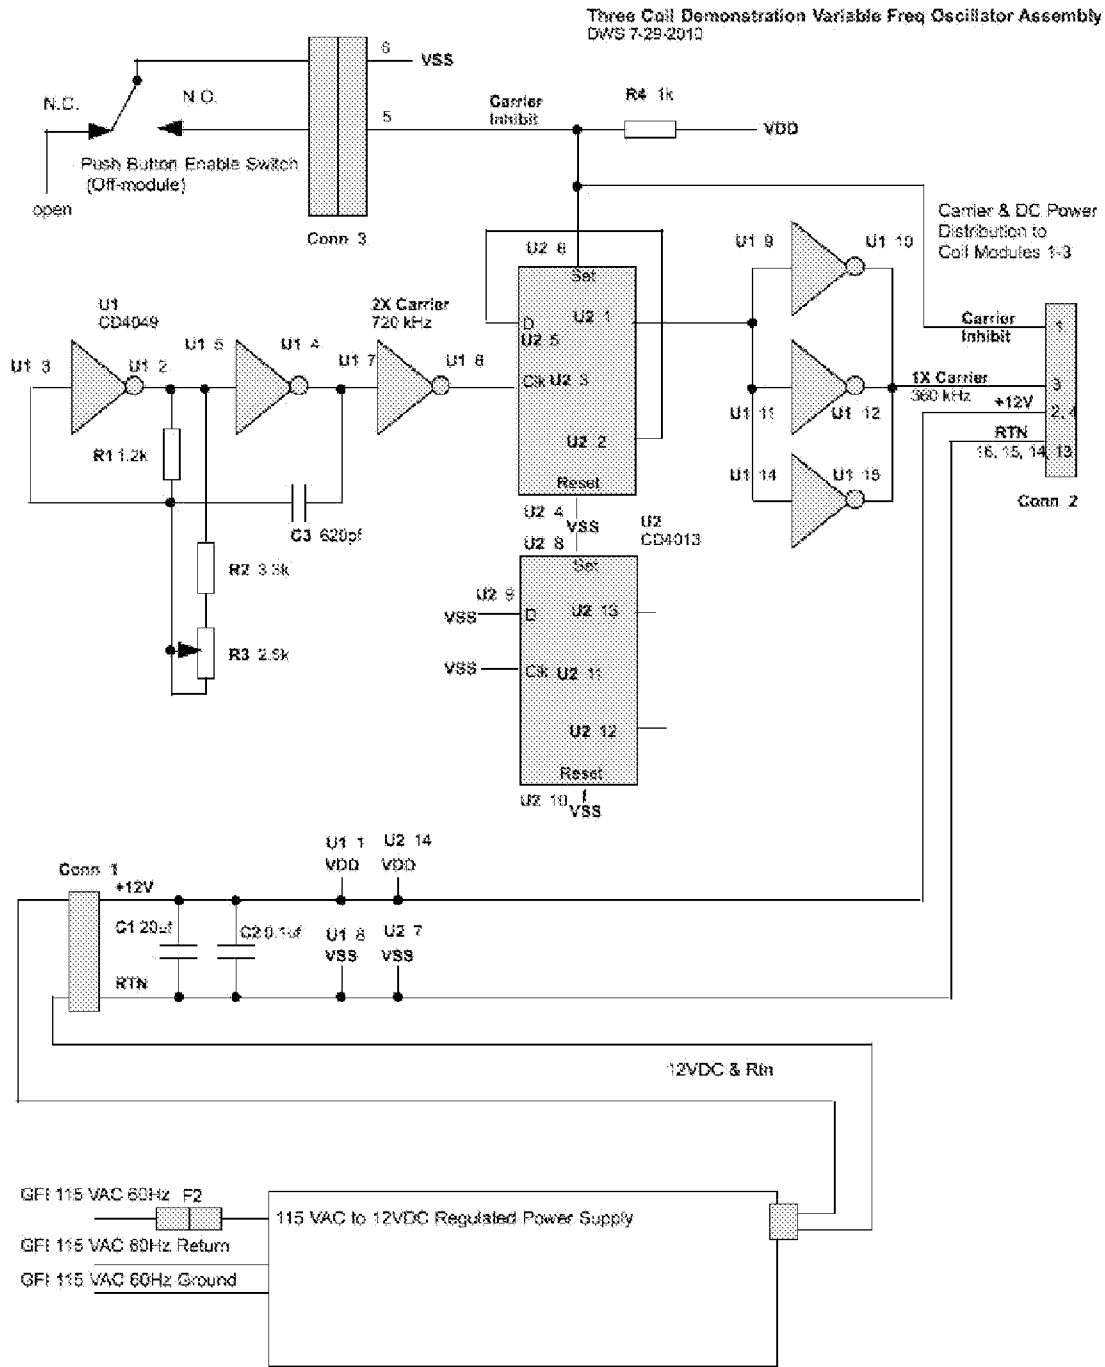 Three Coil Demonstration Variable Freq Oscillator Assembly
DWS 7-29-2010
6
VSS
N.C.
N.O.
Carrier
Inhibit
R4 1k
5
VDD
Push Button Enable Switch
(Off-module)
open
Conn 3
Carrier & DC Power
Distribution to
Coil Modules 1-3
U2 6
Set
U1 9
U1 10
U1
CD4049
2X Carrier
720 kHz
D
U2 1
U2 5
Carrier
Inhibit
1
U1 3
U1 2
U1 5
U1 4
U1 7
U1 6
Clk U2 3
1X Carrier
360 kHz
3
+12V
2, 4
U1 11
U1 12
R1 1.2k
U2 2
RTN
16, 15, 14, 13
Reset
U1 14
U1 15
Conn 2
C3 620pf
U2 4
VSS
U2
CD4013
U2 8
Set
R2 3.3k
U2 9
VSS
D
U2 13
R3 2.5k
VSS
Clk
U2 11
U2 12
Reset
U2 10
VSS
U1 1
VDD
U2 14
VDD
Conn 1
+12V
C1 20uf
C2 0.1uf
U1 8
VSS
U2 7
VSS
RTN
12VDC & Rtn
GFI 115 VAC 60Hz
F2
115 VAC to 12VDC Regulated Power Supply
GFI 115 VAC 60Hz Return
GFI 115 VAC 60Hz Ground